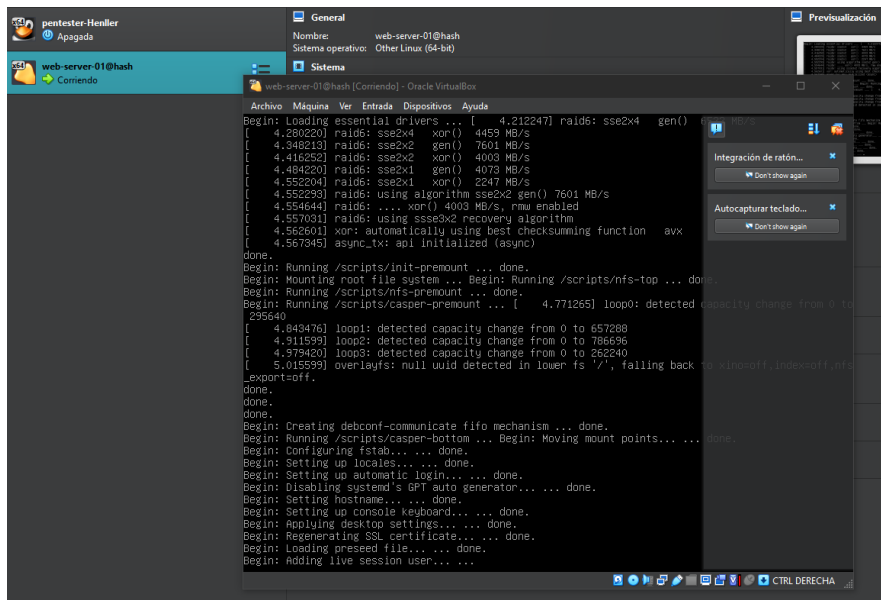 pentester-Henller
Apagada
web-server-01@hash
Corriendo
General
Nombre: web-server-01@hash
Sistema operativo: Other Linux (64-bit)
Sistema
Previsualización
web-server-01@hash [Corriendo] - Oracle VirtualBox
Archivo Máquina Ver Entrada Dispositivos Ayuda
Begin: Loading essential drivers ... [    4.212247] raid6: sse2x4   gen()   MB/s
[    4.280220] raid6: sse2x4   xor()  4459 MB/s
[    4.348213] raid6: sse2x2   gen()  7601 MB/s
[    4.416252] raid6: sse2x2   xor()  4003 MB/s
[    4.484220] raid6: sse2x1   gen()  4073 MB/s
[    4.552204] raid6: sse2x1   xor()  2247 MB/s
[    4.552293] raid6: using algorithm sse2x2 gen() 7601 MB/s
[    4.554644] raid6: .... xor() 4003 MB/s, rmw enabled
[    4.557031] raid6: using ssse3x2 recovery algorithm
[    4.562601] xor: automatically using best checksumming function   avx
[    4.567345] async_tx: api initialized (async)
done.
Begin: Running /scripts/init-premount ... done.
Begin: Mounting root file system ... Begin: Running /scripts/nfs-top ... done.
Begin: Running /scripts/nfs-premount ... done.
Begin: Running /scripts/casper-premount ... [    4.771265] loop0: detected capacity change from 0 to
295640
[    4.843476] loop1: detected capacity change from 0 to 657288
[    4.911599] loop2: detected capacity change from 0 to 786696
[    4.979420] loop3: detected capacity change from 0 to 262240
[    5.015599] overlayfs: null uuid detected in lower fs '/', falling back to xino=off,index=off,nfs
_export=off.
done.
done.
done.
Begin: Creating debconf-communicate fifo mechanism ... done.
Begin: Running /scripts/casper-bottom ... Begin: Moving mount points... ... done.
Begin: Configuring fstab... ... done.
Begin: Setting up locales... ... done.
Begin: Setting up automatic login... ... done.
Begin: Disabling systemd's GPT auto generator... ... done.
Begin: Setting hostname... ... done.
Begin: Setting up console keyboard... ... done.
Begin: Applying desktop settings... ... done.
Begin: Regenerating SSL certificate... ... done.
Begin: Loading preseed file... ... done.
Begin: Adding live session user... ...
Integración de ratón...
Don't show again
Autocapturar teclado...
Don't show again
CTRL DERECHA